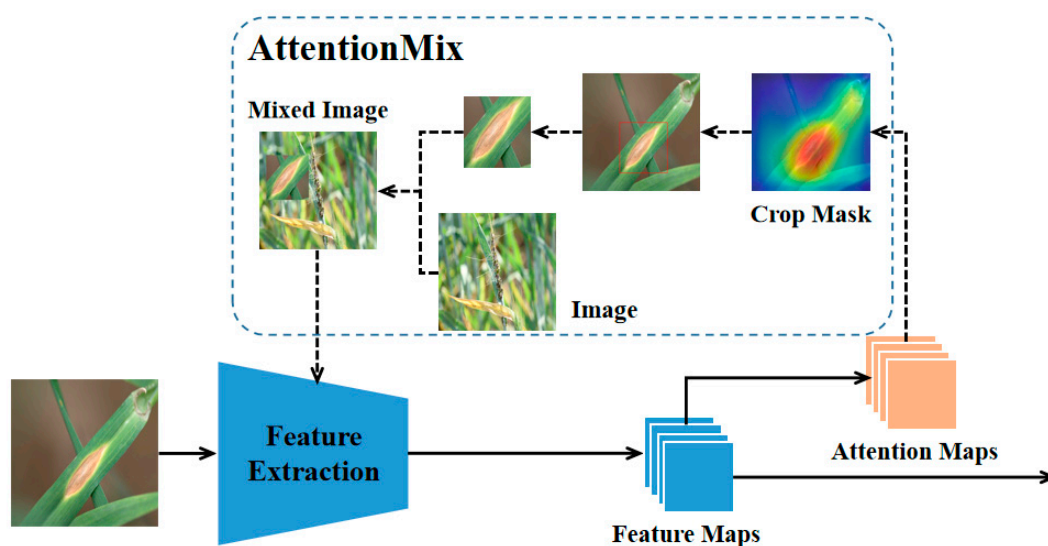 AttentionMix
Mixed Image
Crop Mask
Image
Feature
Extraction
Attention Maps
Feature Maps